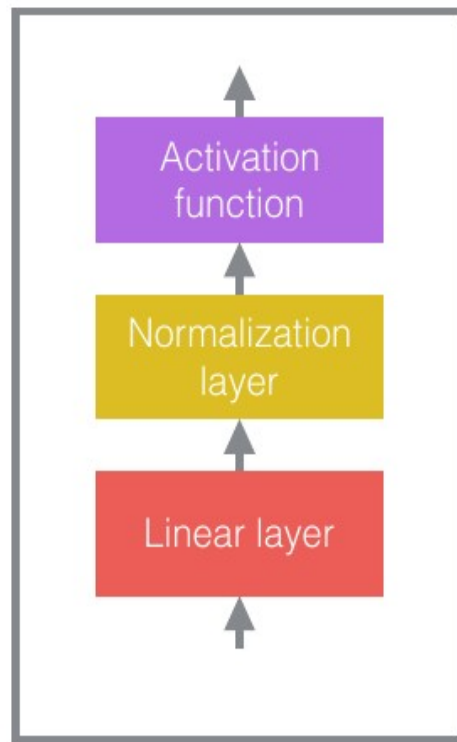 Activation
function
Normalization
layer
Linear layer